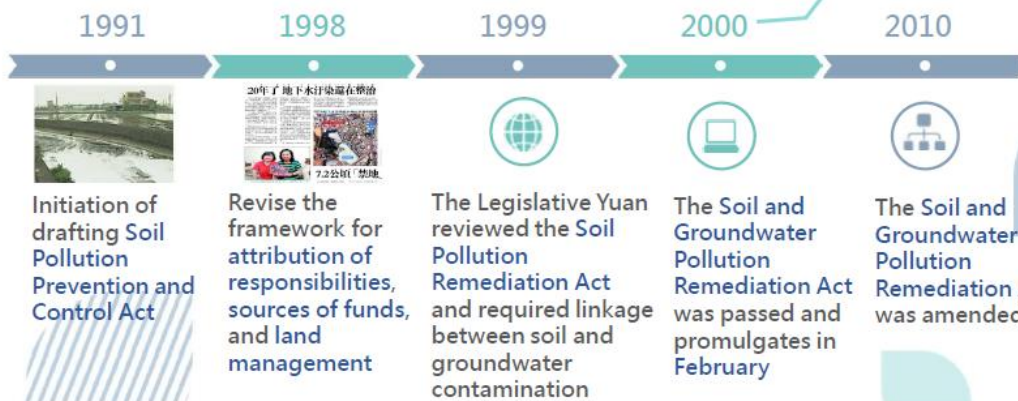 1991
1998
1999
2000
2010
20年了 地下水汙染還在整治
7.2公頃「禁地」
Initiation of
drafting Soil
Pollution
Prevention and
Control Act
Revise the
framework for
attribution of
responsibilities,
sources of funds,
and land
management
The Legislative Yuan
reviewed the Soil
Pollution
Remediation Act
and required linkage
between soil and
groundwater
contamination
The Soil and
Groundwater
Pollution
Remediation Act
was passed and
promulgates in
February
The Soil and
Groundwater
Pollution
Remediation
was amended